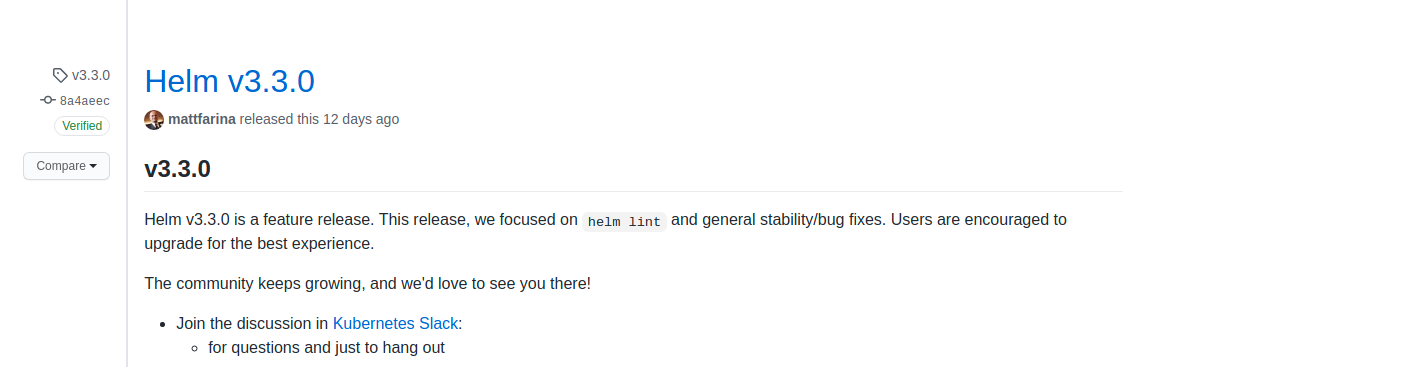 v3.3.0
8a4aeec
Verified
Compare
Helm v3.3.0
mattfarina released this 12 days ago
v3.3.0
Helm v3.3.0 is a feature release. This release, we focused on helm lint and general stability/bug fixes. Users are encouraged to
upgrade for the best experience.
The community keeps growing, and we'd love to see you there!
Join the discussion in Kubernetes Slack:
for questions and just to hang out